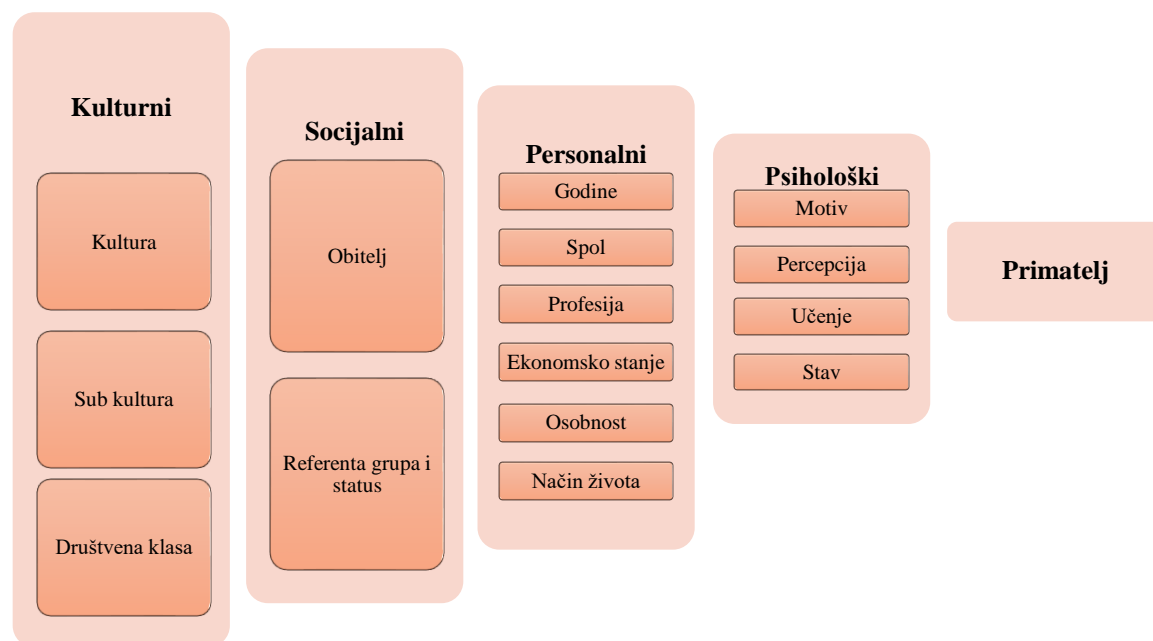 Kulturni
Kultura
Sub kultura
Društvena klasa
Socijalni
Obitelj
Referenta grupa i
status
Personalni
Godine
Spol
Profesija
Ekonomsko stanje
Osobnost
Način života
Psihološki
Motiv
Percepcija
Učenje
Stav
Primatelj